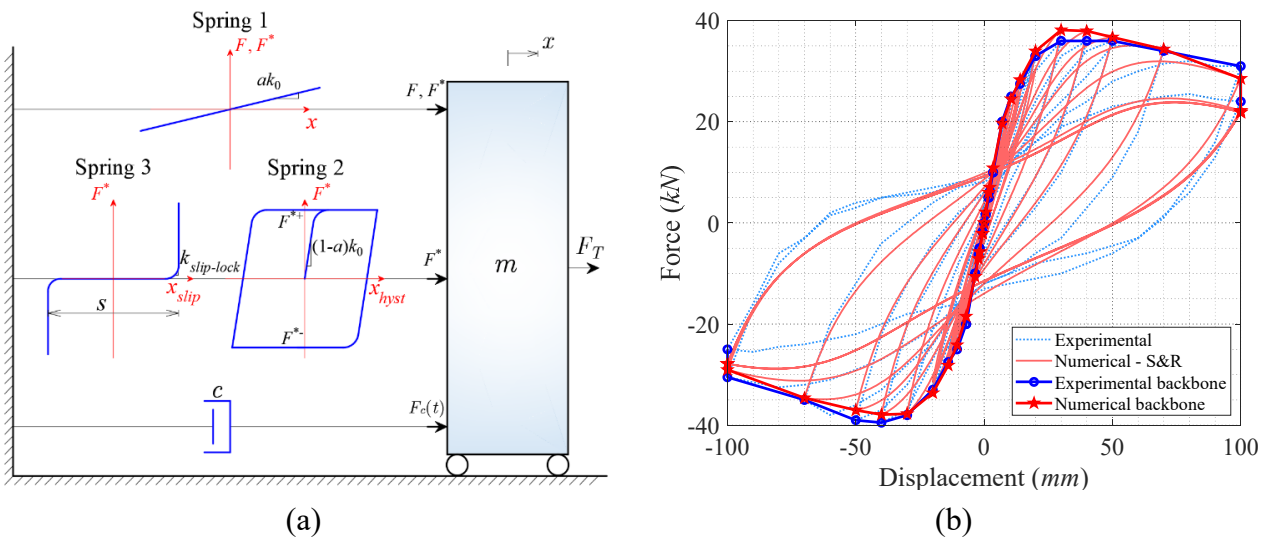 Spring 1
F, F*
ak0
x
Spring 3
F*
kslip-lock
xslip
s
Spring 2
F*
F*+
(1-a)k0
xhyst
F*-
c
x
F, F*
F*
Fc(t)
m
FT
(a)
40
20
0
-20
-40
Force (kN)
-100
-50
0
50
100
Displacement (mm)
Experimental
Numerical - S&R
Experimental backbone
Numerical backbone
(b)